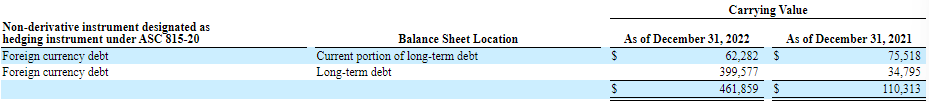 Carrying Value
Non-derivative instrument designated as
hedging instrument under ASC 815-20 Balance Sheet Location As of December 31, 2022 As of December 31, 2021
Foreign currency debt Current portion of long-term debt $ 62,282 $ 75,518
Foreign currency debt Long-term debt 399,577 34,795
$ 461,859 $ 110,313